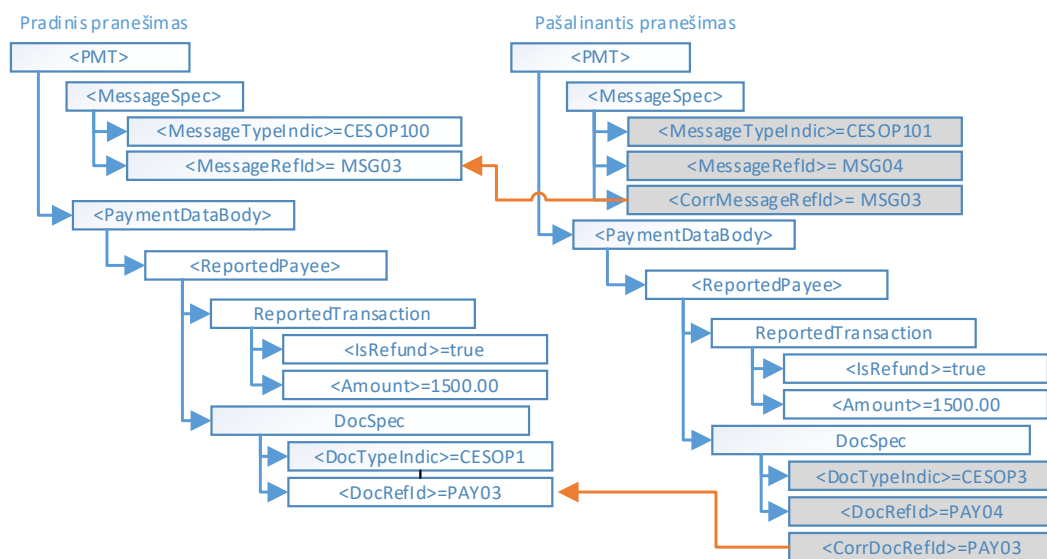 Pradinis pranešimas
<PMT>
<MessageSpec>
<MessageTypeIndic>=CESOP100
<MessageRefId>= MSG03
<PaymentDataBody>
<ReportedPayee>
ReportedTransaction
<IsRefund>=true
<Amount>=1500.00
DocSpec
<DocTypeIndic>=CESOP1
<DocRefId>=PAY03
Pašalinantis pranešimas
<PMT>
<MessageSpec>
<MessageTypeIndic>=CESOP101
<MessageRefId>= MSG04
<CorrMessageRefId>= MSG03
<PaymentDataBody>
<ReportedPayee>
ReportedTransaction
<IsRefund>=true
<Amount>=1500.00
DocSpec
<DocTypeIndic>=CESOP3
<DocRefId>=PAY04
<CorrDocRefId>=PAY03